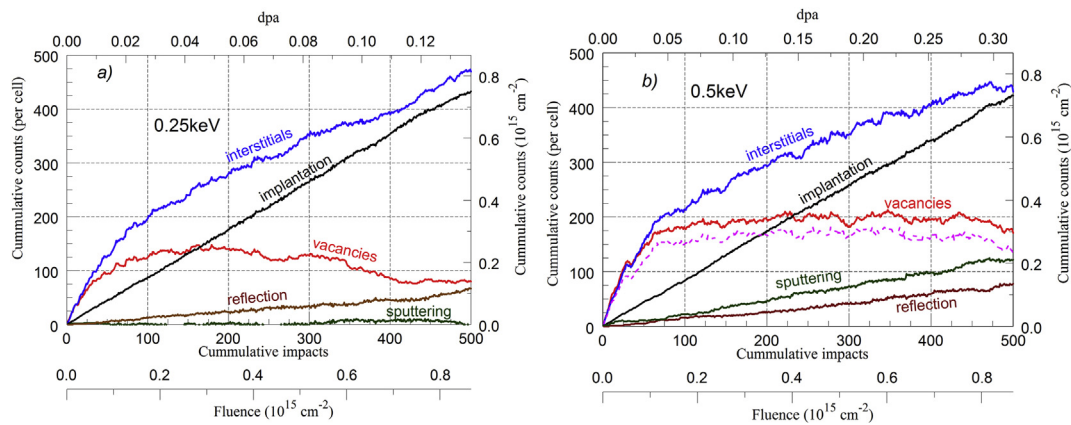 dpa
0.00 0.02 0.04 0.06 0.08 0.10 0.12
500
400
300
200
100
0
Cummulative counts (per cell)
a)
0.25keV
interstitials
implantation
vacancies
reflection
sputtering
0.8
0.6
0.4
0.2
0.0
Cummulative counts (10¹⁵ cm⁻²)
0 100 200 300 400 500
Cummulative impacts
0.0 0.2 0.4 0.6 0.8
Fluence (10¹⁵ cm⁻²)
dpa
0.00 0.05 0.10 0.15 0.20 0.25 0.30
500
400
300
200
100
0
Cummulative counts (per cell)
b)
0.5keV
interstitials
implantation
vacancies
sputtering
reflection
0.8
0.6
0.4
0.2
0.0
Cummulative counts (10¹⁵ cm⁻²)
0 100 200 300 400 500
Cummulative impacts
0.0 0.2 0.4 0.6 0.8
Fluence (10¹⁵ cm⁻²)